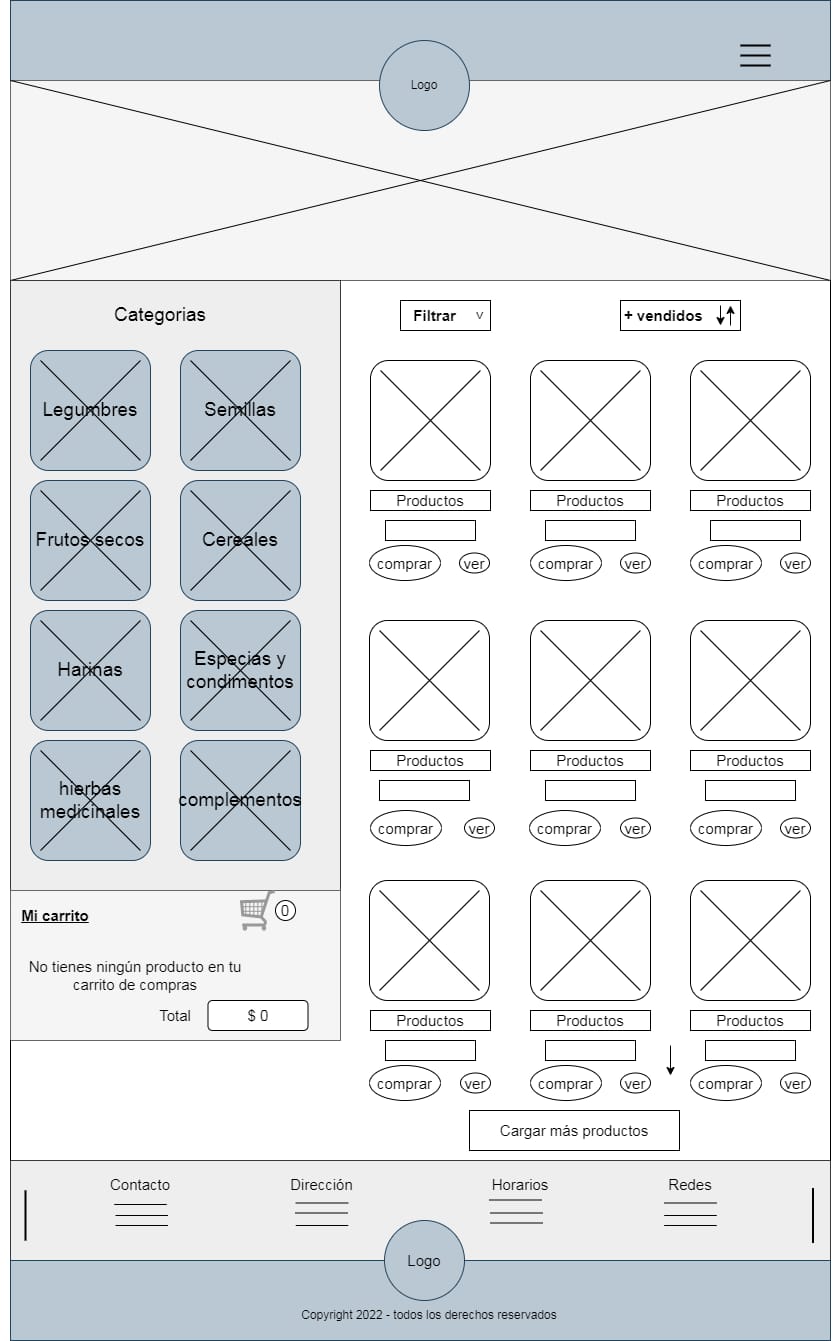 Logo
Categorias
Legumbres
Semillas
Frutos secos
Cereales
Harinas
Especias y
condimentos
hierbas
medicinales
complementos
Mi carrito
0
No tienes ningún producto en tu
carrito de compras
Total
$ 0
Filtrar v
+ vendidos
Productos Productos Productos
comprar ver comprar ver comprar ver
Productos Productos Productos
comprar ver comprar ver comprar ver
Productos Productos Productos
comprar ver comprar ver comprar ver
Cargar más productos
Contacto Dirección Horarios Redes
Logo
Copyright 2022 - todos los derechos reservados